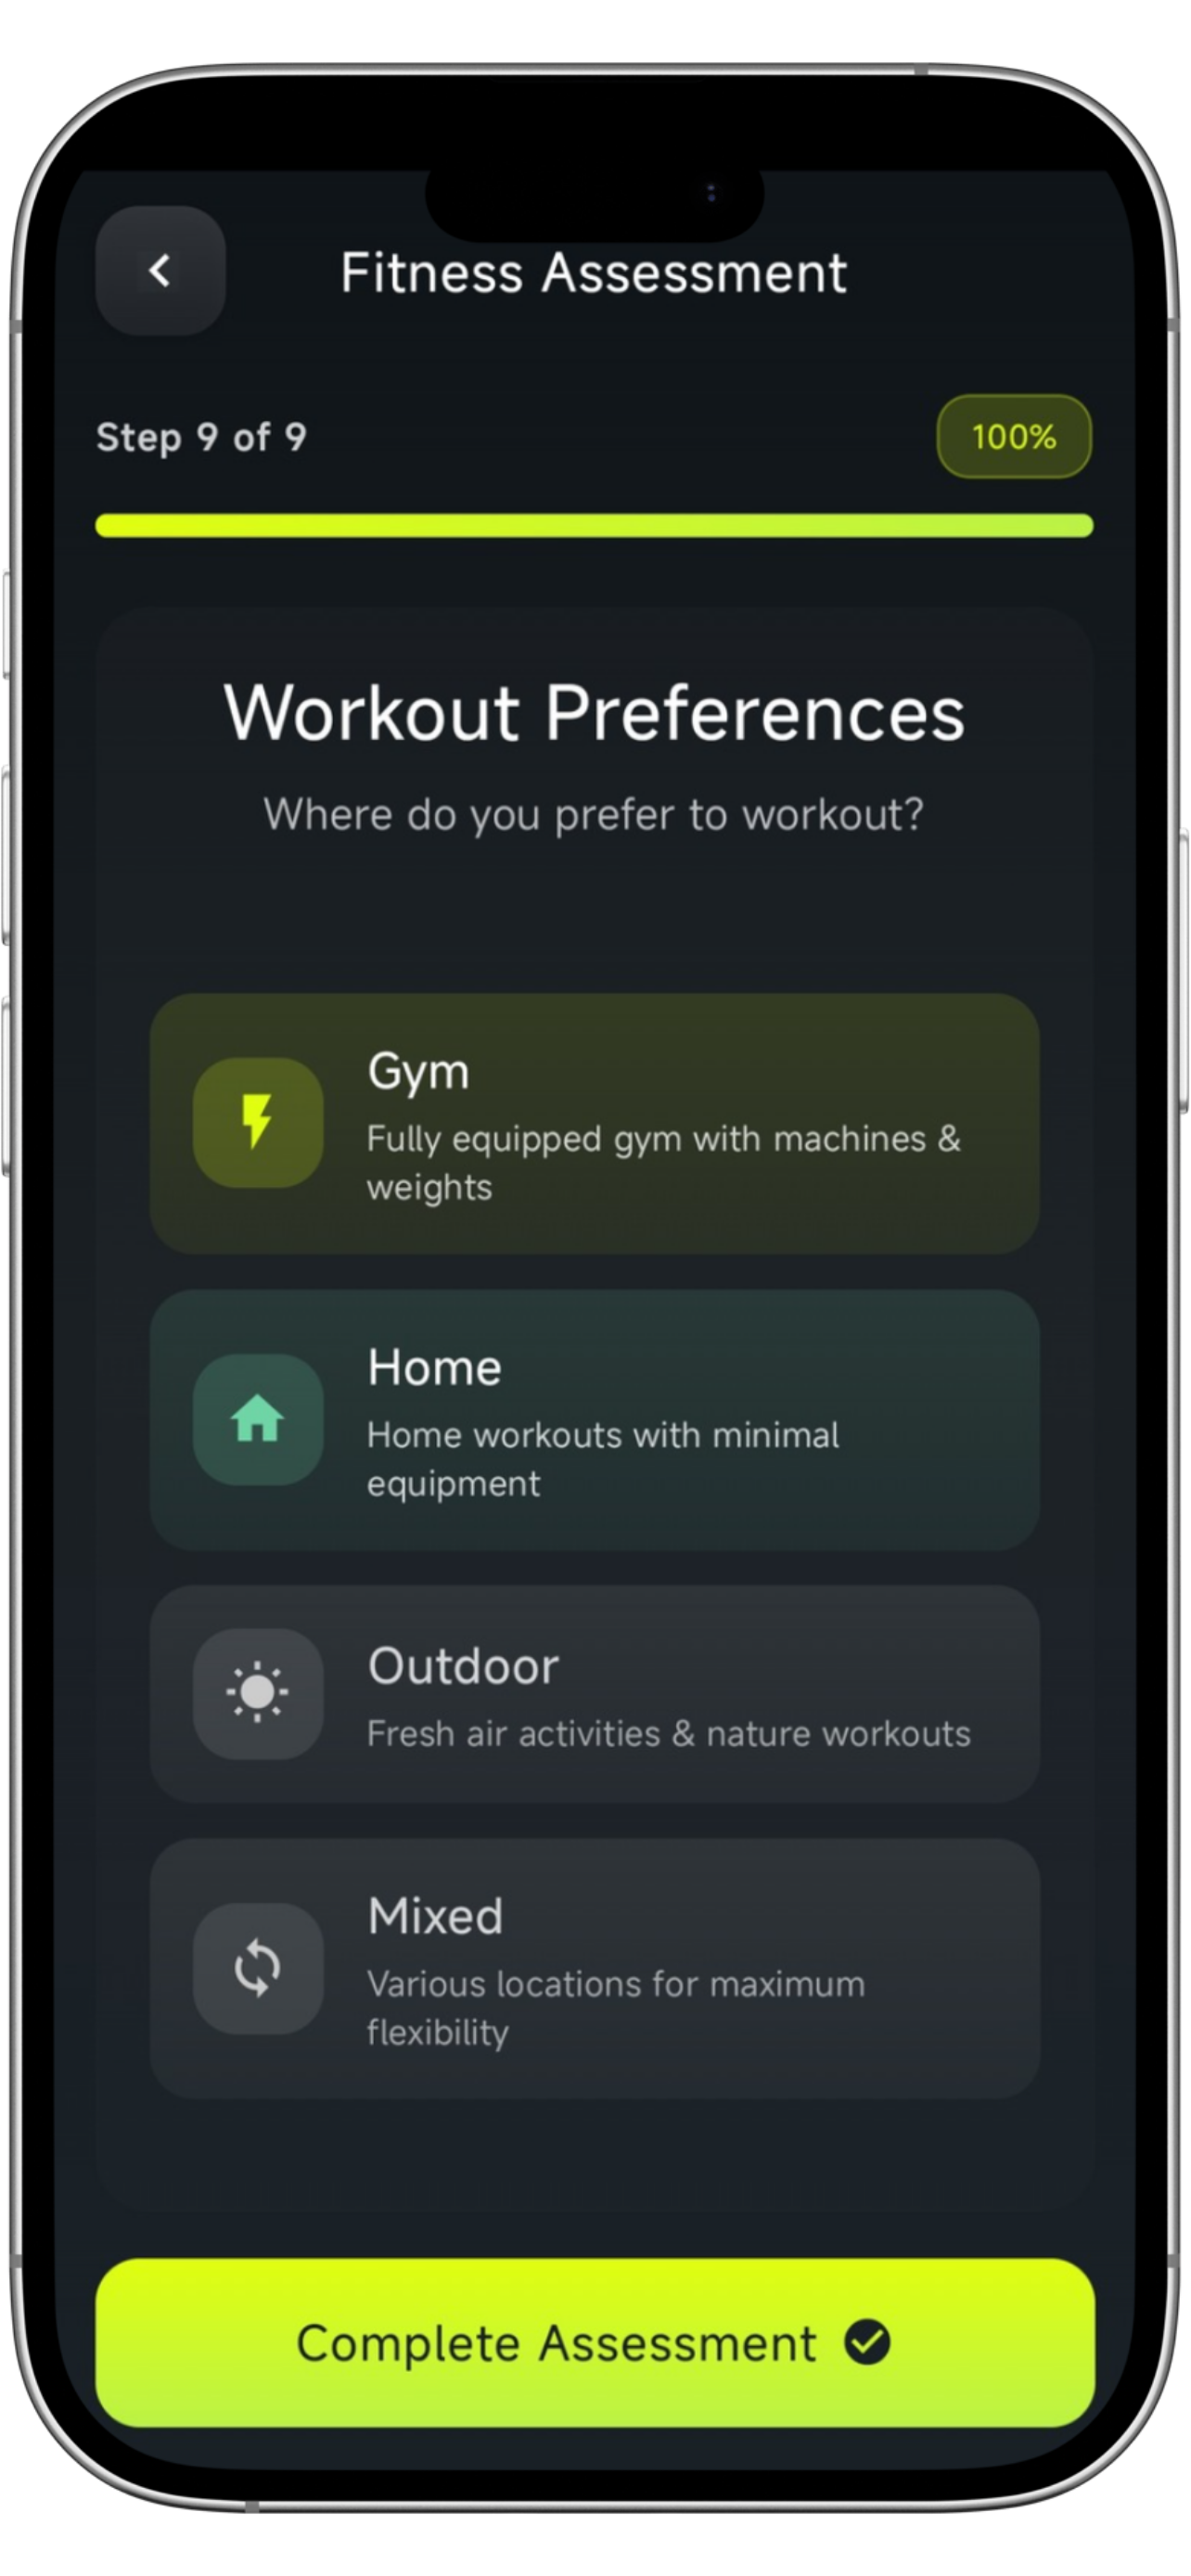 Fitness Assessment
Step 9 of 9
100%
Workout Preferences
Where do you prefer to workout?
Gym
Fully equipped gym with machines &
weights
Home
Home workouts with minimal
equipment
Outdoor
Fresh air activities & nature workouts
Mixed
Various locations for maximum
flexibility
Complete Assessment